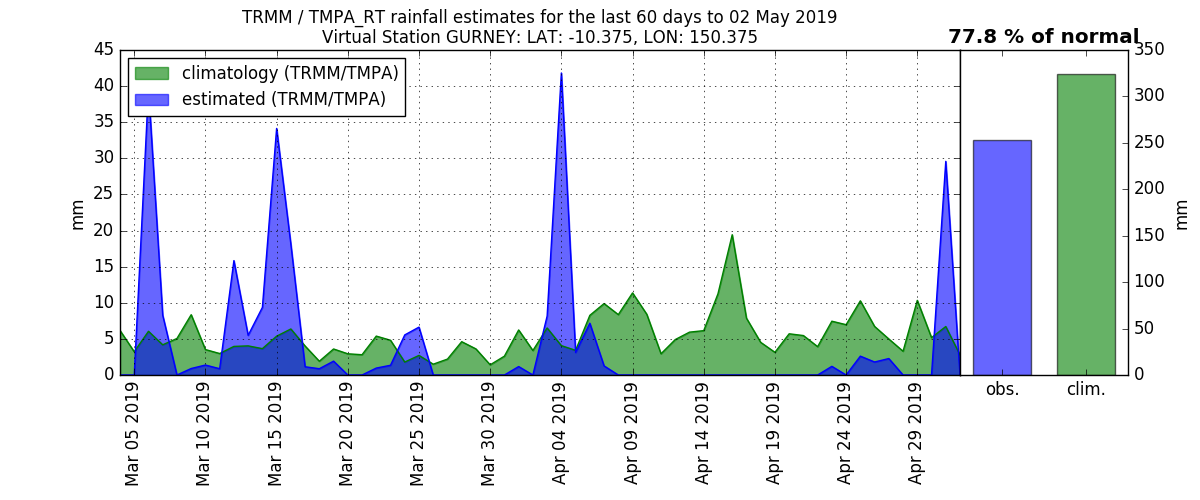 TRMM / TMPA_RT rainfall estimates for the last 60 days to 02 May 2019
Virtual Station GURNEY: LAT: -10.375, LON: 150.375
77.8 % of normal
climatology (TRMM/TMPA)
estimated (TRMM/TMPA)
45
40
35
30
25
20
15
10
5
0
mm
Mar 05 2019
Mar 10 2019
Mar 15 2019
Mar 20 2019
Mar 25 2019
Mar 30 2019
Apr 04 2019
Apr 09 2019
Apr 14 2019
Apr 19 2019
Apr 24 2019
Apr 29 2019
obs.
clim.
350
300
250
200
150
100
50
0
mm